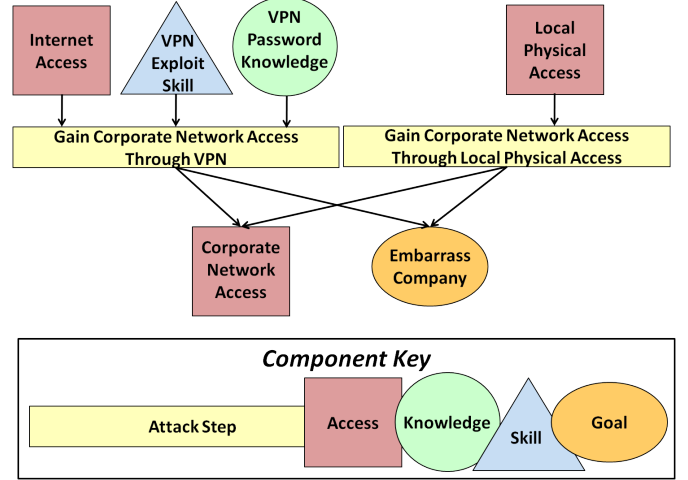 Internet
Access
VPN
Exploit
Skill
VPN
Password
Knowledge
Local
Physical
Access
Gain Corporate Network Access
Through VPN
Gain Corporate Network Access
Through Local Physical Access
Corporate
Network
Access
Embarrass
Company
Component Key
Attack Step
Access
Knowledge
Skill
Goal